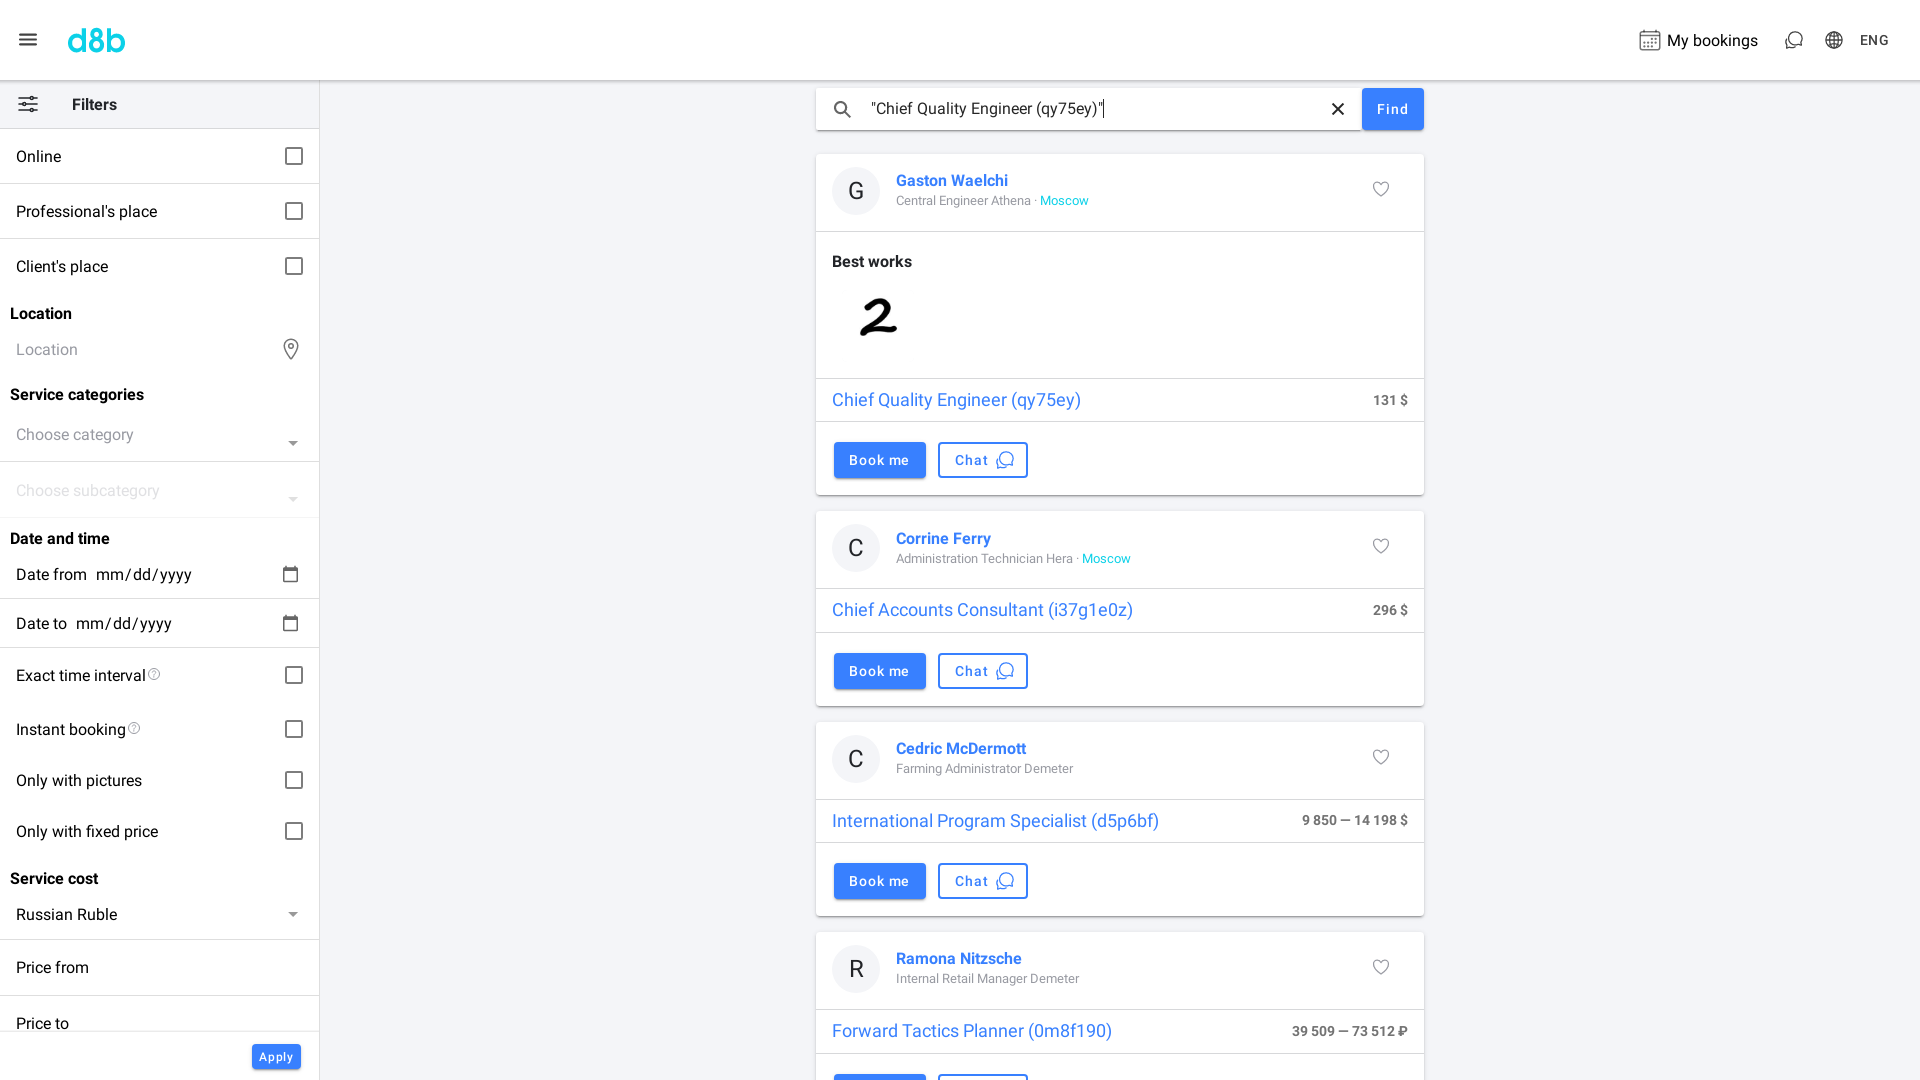 d8b
My bookings
ENG
Filters
Online
Professional's place
Client's place
Location
Location
Service categories
Choose category
Choose subcategory
Date and time
Date from mm/dd/yyyy
Date to mm/dd/yyyy
Exact time interval
Instant booking
Only with pictures
Only with fixed price
Service cost
Russian Ruble
Price from
Price to
Apply
"Chief Quality Engineer (qy75ey)"
Find
G
Gaston Waelchi
Central Engineer Athena · Moscow
Best works
2
Chief Quality Engineer (qy75ey) 131 $
Book me Chat
C
Corrine Ferry
Administration Technician Hera · Moscow
Chief Accounts Consultant (i37g1e0z) 296 $
Book me Chat
C
Cedric McDermott
Farming Administrator Demeter
International Program Specialist (d5p6bf) 9 850 — 14 198 $
Book me Chat
R
Ramona Nitzsche
Internal Retail Manager Demeter
Forward Tactics Planner (0m8f190) 39 509 — 73 512 ₽